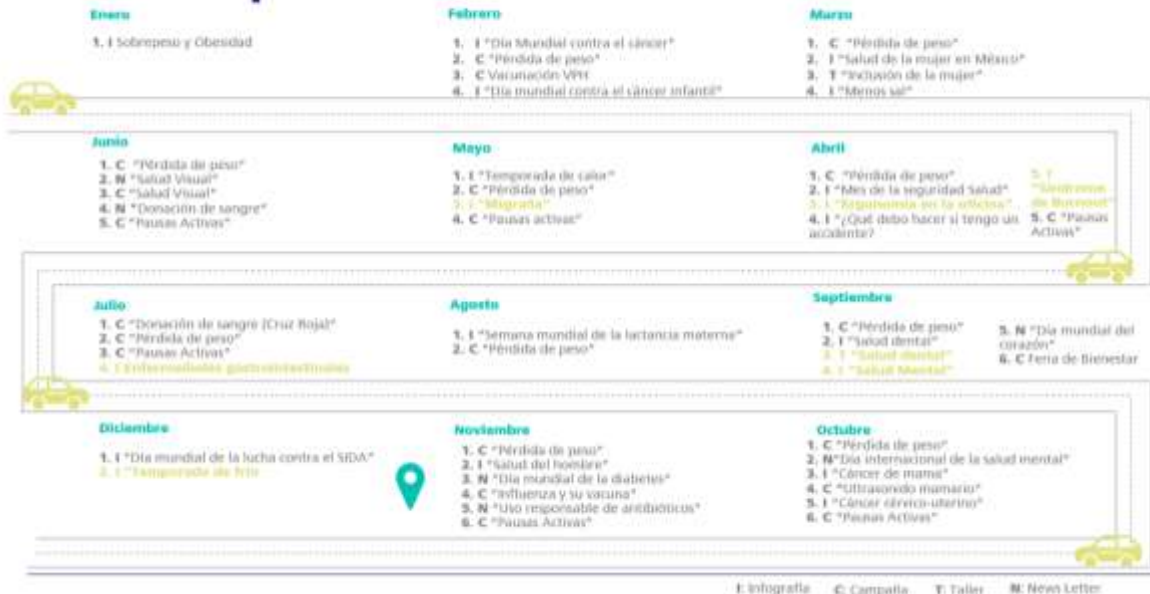 Enero
1. I Sobrepeso y Obesidad
Febrero
1. I "Día Mundial contra el cáncer"
2. C "Pérdida de peso"
3. C Vacunación VPH
4. I "Día mundial contra el cáncer infantil"
Marzo
1. C "Pérdida de peso"
2. I "Salud de la mujer en México"
3. T "Inclusión de la mujer"
4. I "Menos sal"
Junio
1. C "Pérdida de peso"
2. N "Salud Visual"
3. C "Salud Visual"
4. N "Donación de sangre"
5. C "Pausas Activas"
Mayo
1. I "Temporada de calor"
2. C "Pérdida de peso"
3. I "Migraña"
4. C "Pausas activas"
Abril
1. C "Pérdida de peso"
2. I "Mes de la seguridad Salud"
3. I "Ergonomía en la oficina"
4. I "¿Qué debo hacer si tengo un
accidente?
5. T
"Síndrome
de Burnout"
5. C "Pausas
Activas"
Julio
1. C "Donación de sangre (Cruz Roja)"
2. C "Pérdida de peso"
3. C "Pausas Activas"
4. I Enfermedades gastrointestinales
Agosto
1. I "Semana mundial de la lactancia materna"
2. C "Pérdida de peso"
Septiembre
1. C "Pérdida de peso"
2. I "Salud dental"
3. T "Salud dental"
4. I "Salud Mental"
5. N "Día mundial del
corazón"
6. C Feria de Bienestar
Diciembre
1. I "Día mundial de la lucha contra el SIDA"
2. I "Temporada de frío
Noviembre
1. C "Pérdida de peso"
2. I "Salud del hombre"
3. N "Día mundial de la diabetes"
4. C "Influenza y su vacuna"
5. N "Uso responsable de antibióticos"
6. C "Pausas Activas"
Octubre
1. C "Pérdida de peso"
2. N"Día internacional de la salud mental"
3. I "Cáncer de mama"
4. C "Ultrasonido mamario"
5. I "Cáncer cérvico-uterino"
6. C "Pausas Activas"
I: Infografía C: Campaña T: Taller N: News Letter